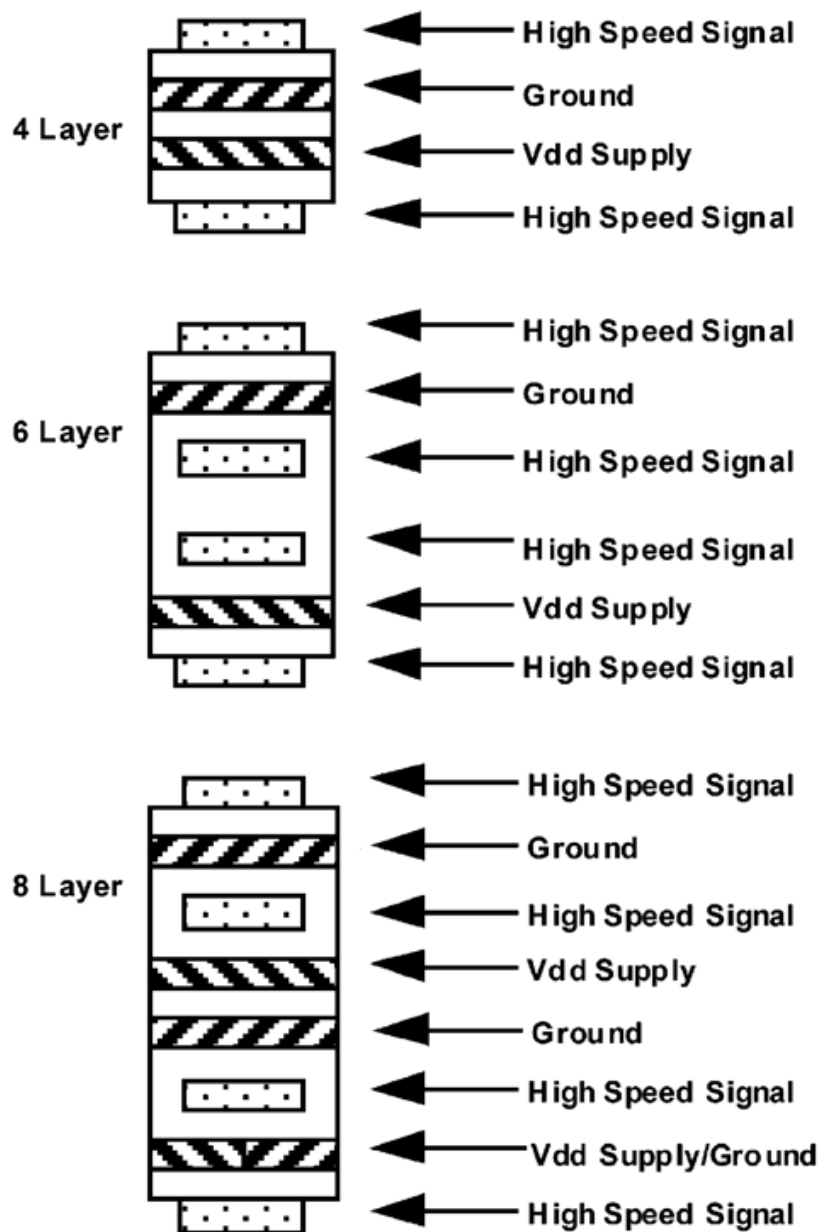 High Speed Signal
Ground
4 Layer
Vdd Supply
High Speed Signal
High Speed Signal
Ground
6 Layer
High Speed Signal
High Speed Signal
Vdd Supply
High Speed Signal
High Speed Signal
Ground
8 Layer
High Speed Signal
Vdd Supply
Ground
High Speed Signal
Vdd Supply/Ground
High Speed Signal